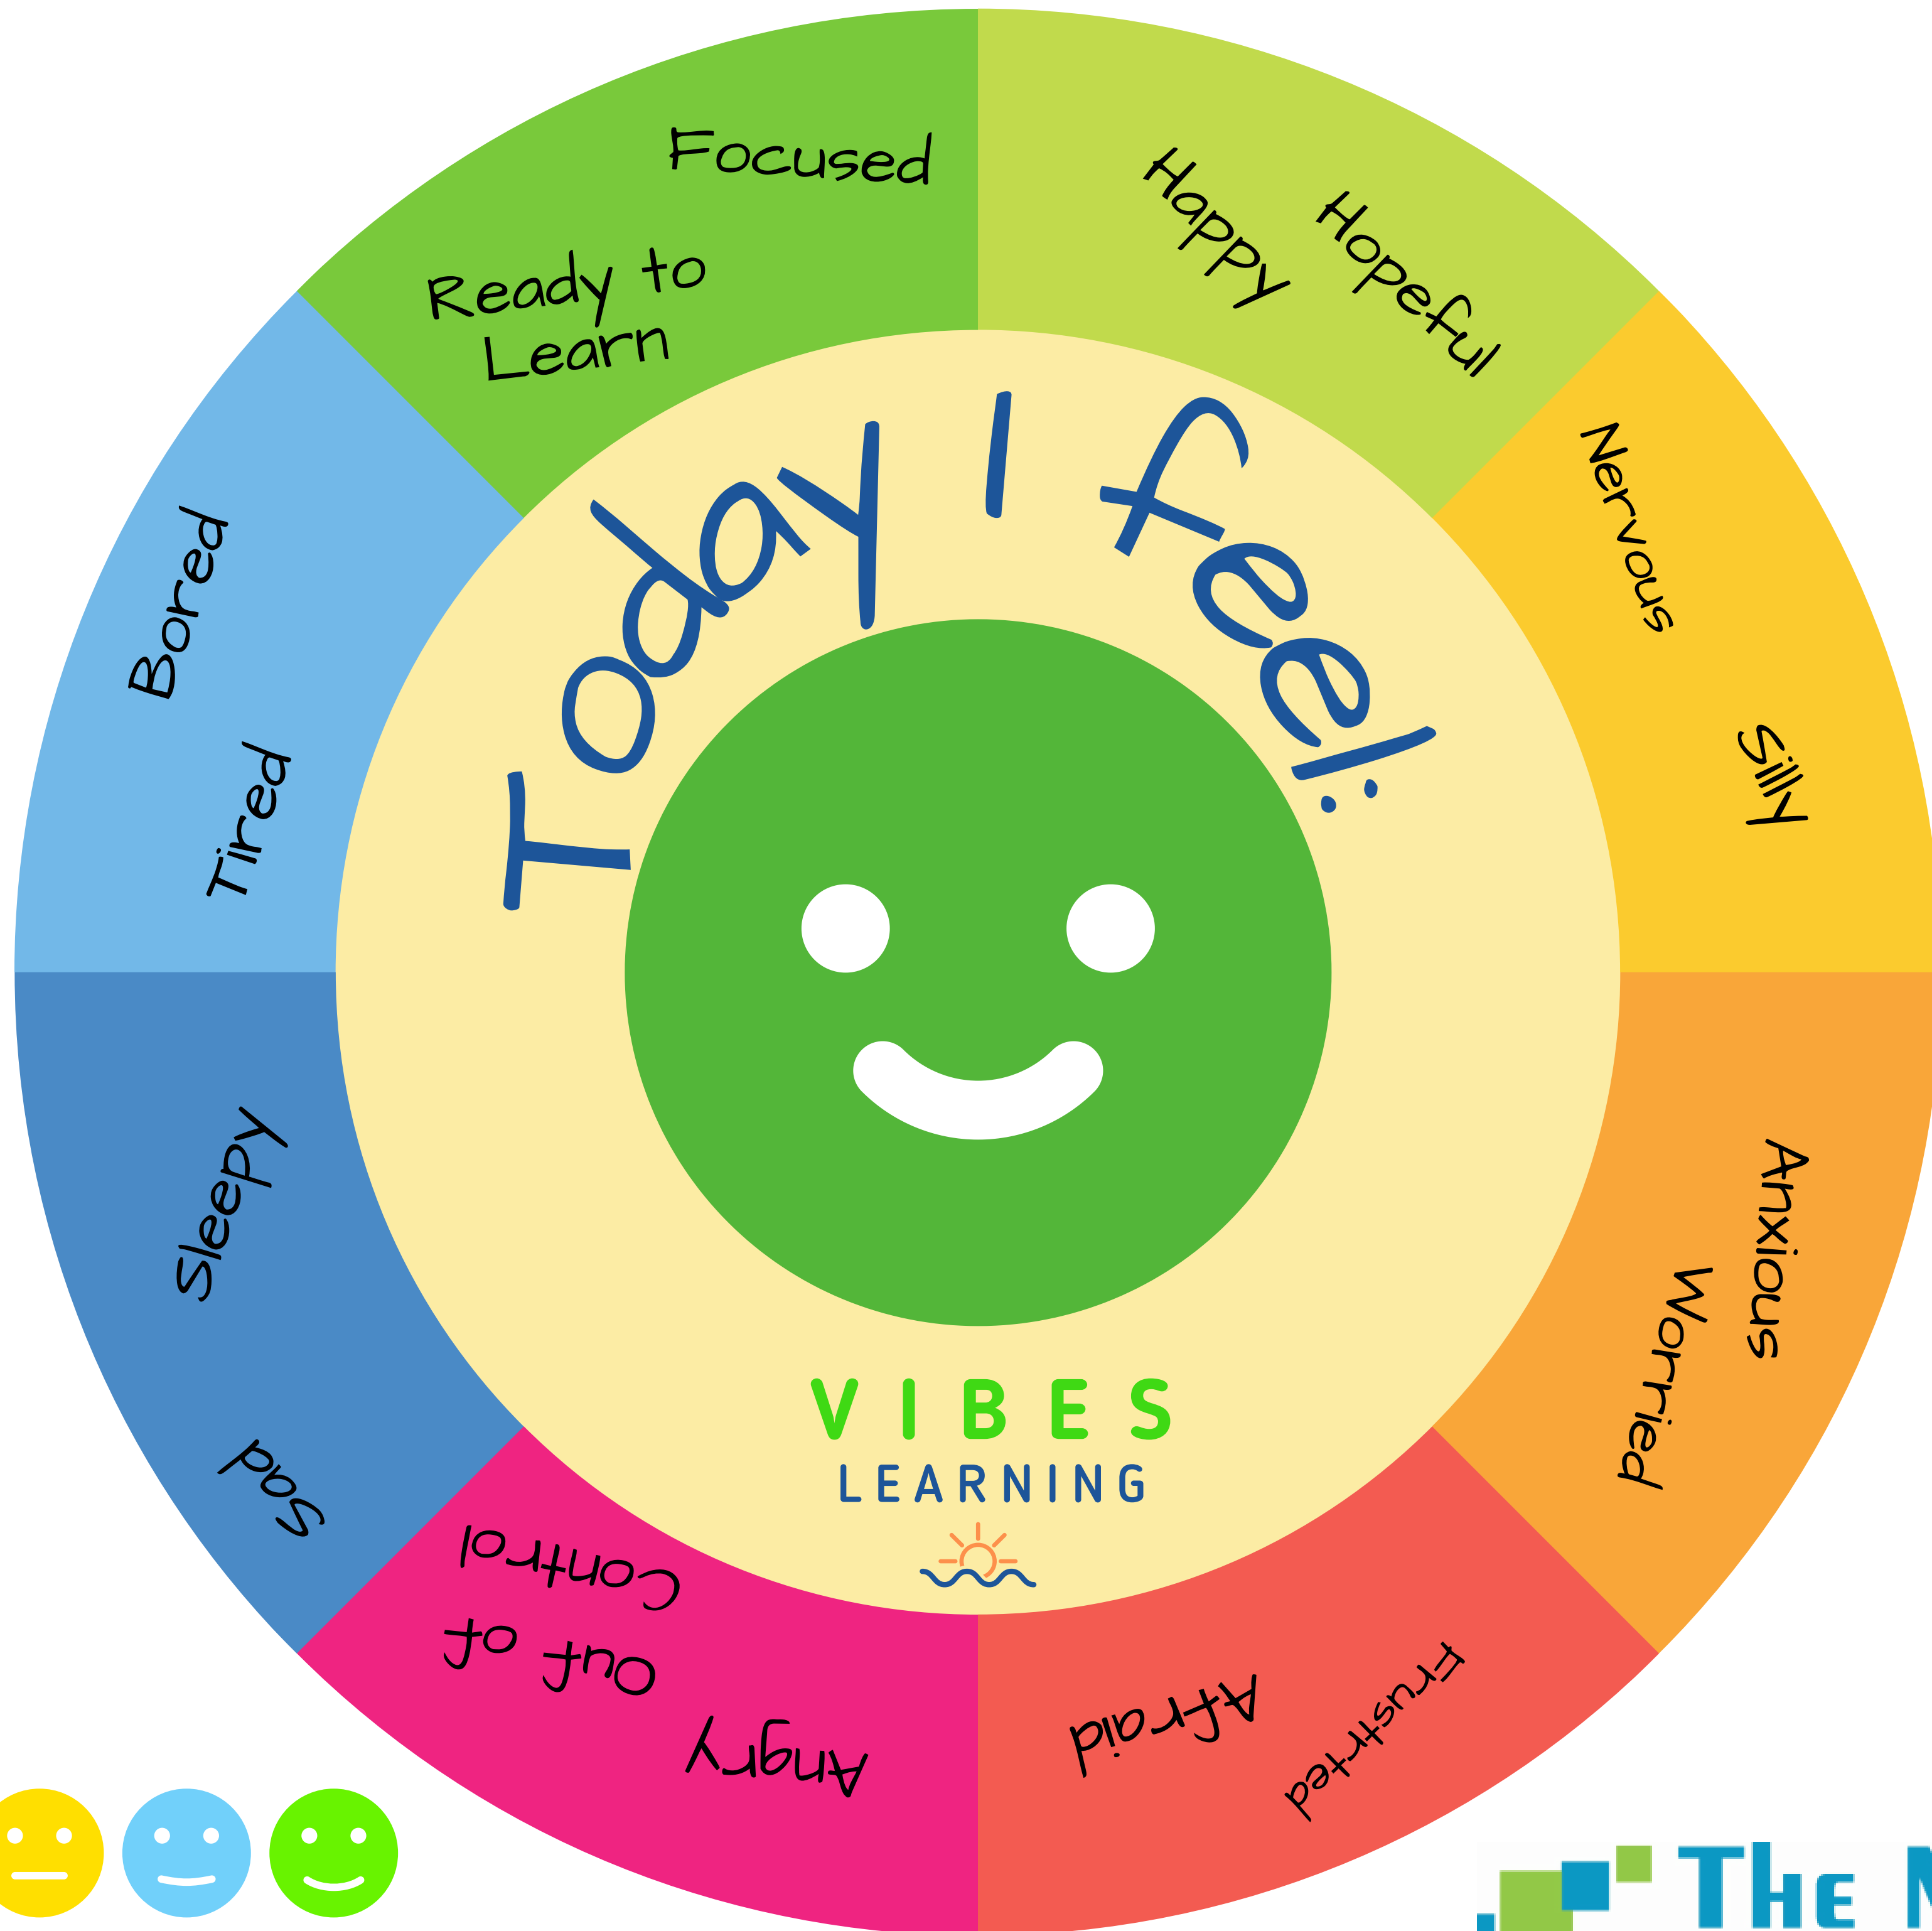 Focused
Ready to
Learn
Happy
Hopeful
Nervous
Silly
Anxious
Worried
Frustrated
Afraid
Angry
Out of
Control
Sad
Sleepy
Tired
Bored
Today I feel:
VIBES
LEARNING
The